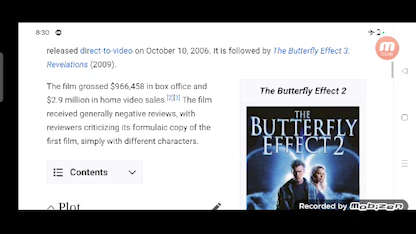 8:30
released direct-to-video on October 10, 2006. It is followed by The Butterfly Effect 3:
Revelations (2009).
The film grossed $966,458 in box office and
$2.9 million in home video sales.[2][3] The film
received generally negative reviews, with
reviewers criticizing its formulaic copy of the
first film, simply with different characters.
Contents
Plot
The Butterfly Effect 2
THE
BUTTERFLY
EFFECT 2
Recorded by mobizen